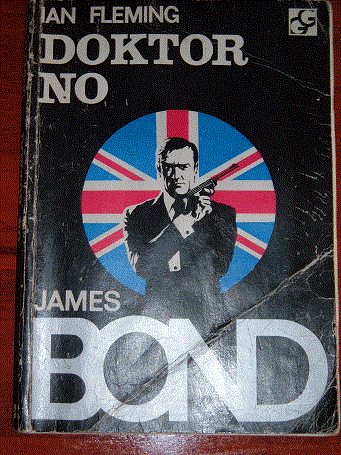 IAN FLEMING
DOKTOR
NO
JAMES
BOND